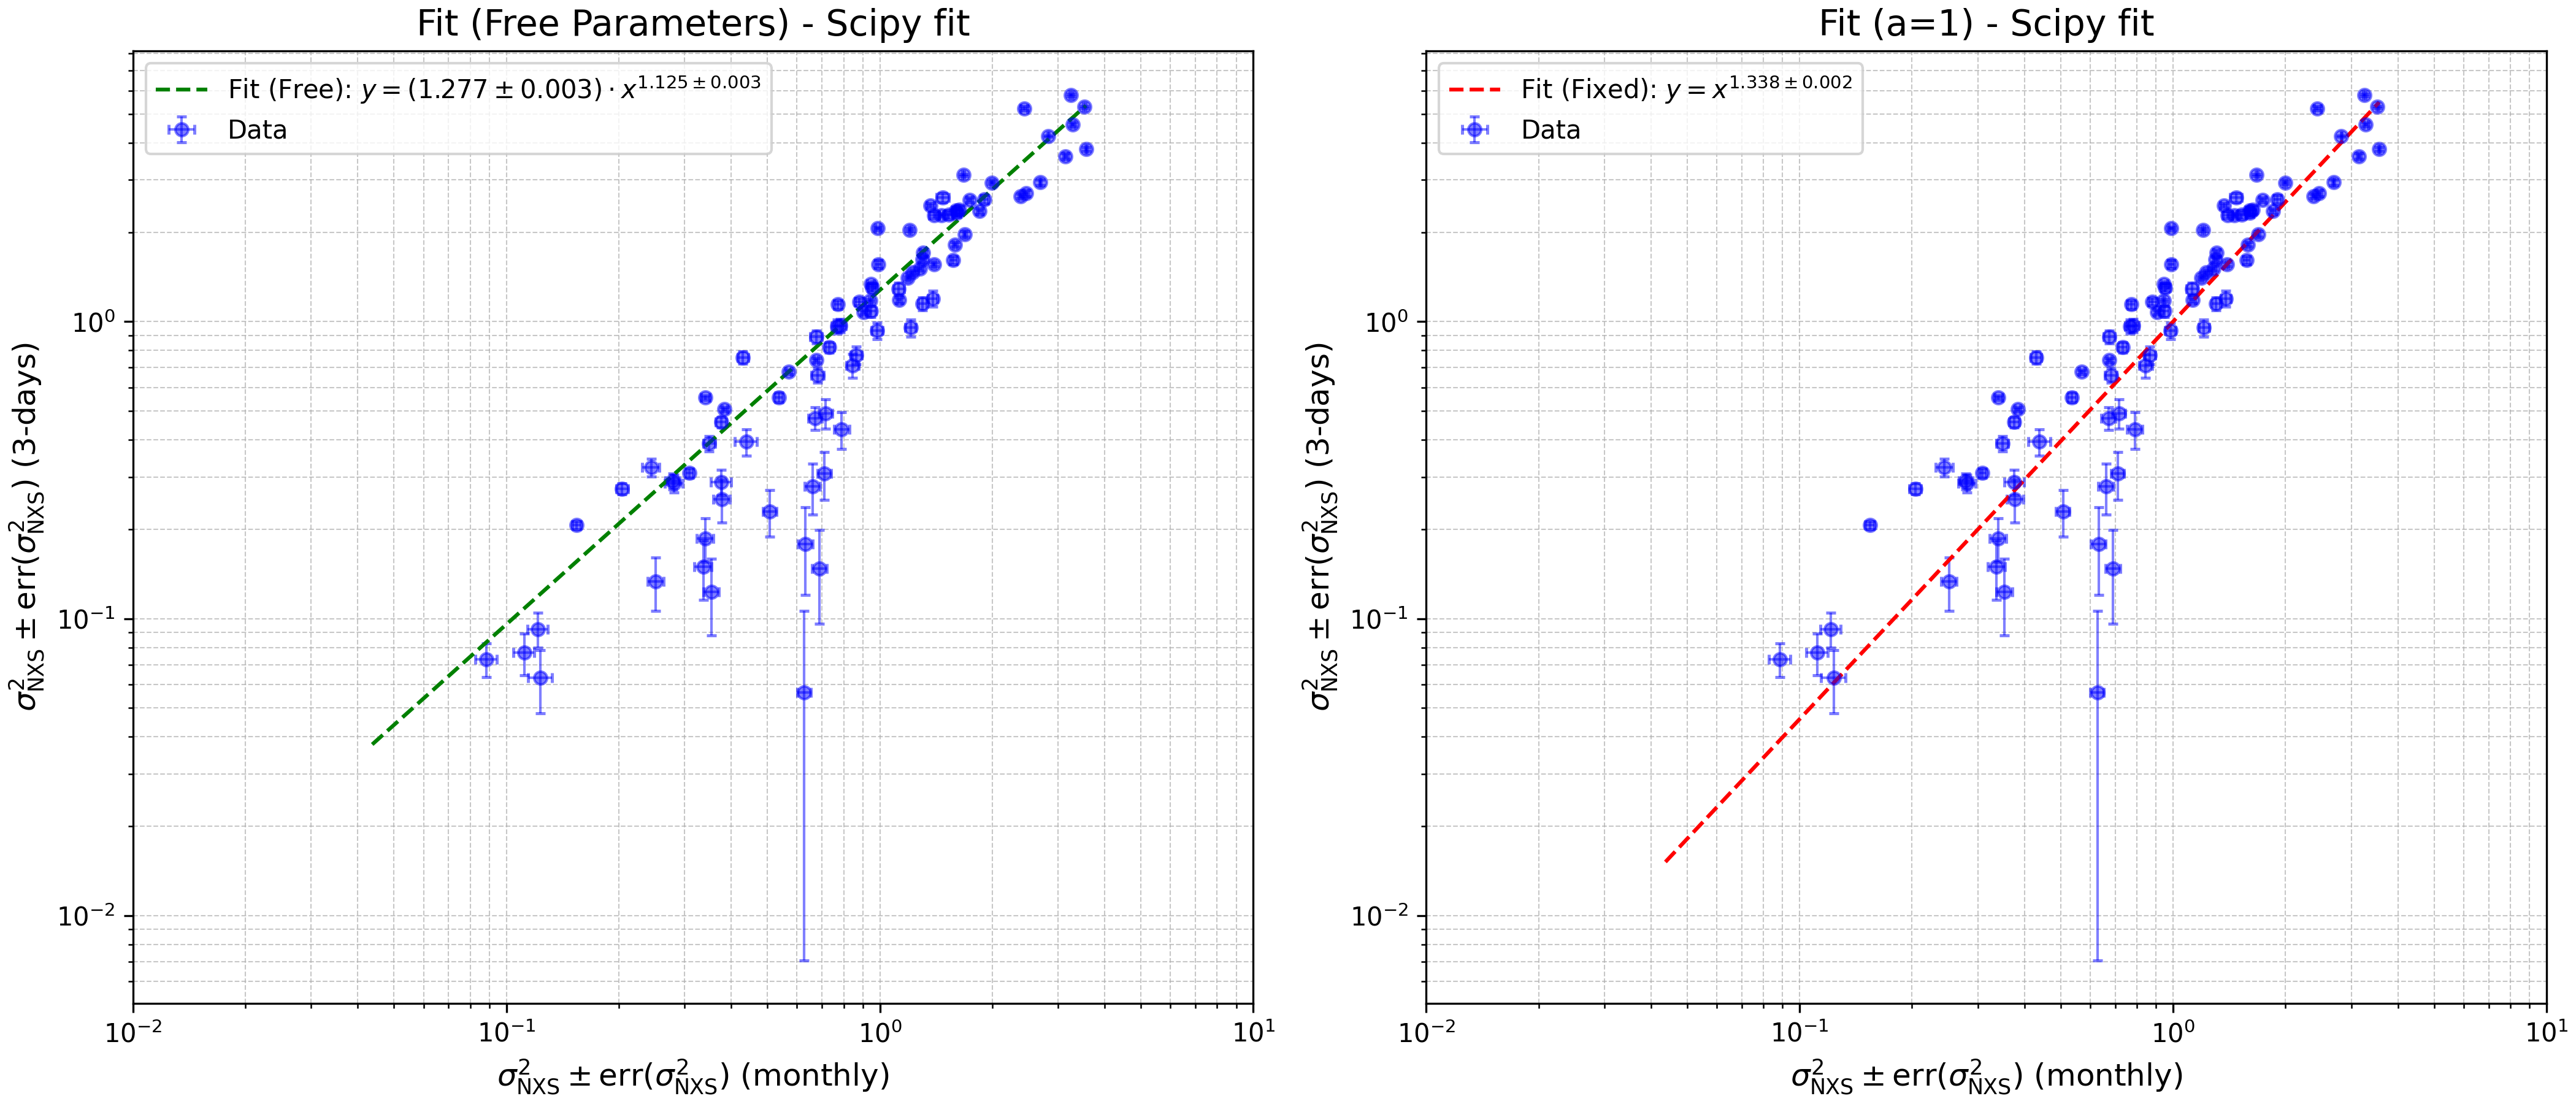 Fit (Free Parameters) - Scipy fit
Fit (Free): y = (1.277 ± 0.003) · x^{1.125 ± 0.003}
Data
10^0
10^{-1}
10^{-2}
σ²_NXS ± err(σ²_NXS) (3-days)
10^{-2}
10^{-1}
10^0
10^1
σ²_NXS ± err(σ²_NXS) (monthly)
Fit (a=1) - Scipy fit
Fit (Fixed): y = x^{1.338 ± 0.002}
Data
10^0
10^{-1}
10^{-2}
σ²_NXS ± err(σ²_NXS) (3-days)
10^{-2}
10^{-1}
10^0
10^1
σ²_NXS ± err(σ²_NXS) (monthly)